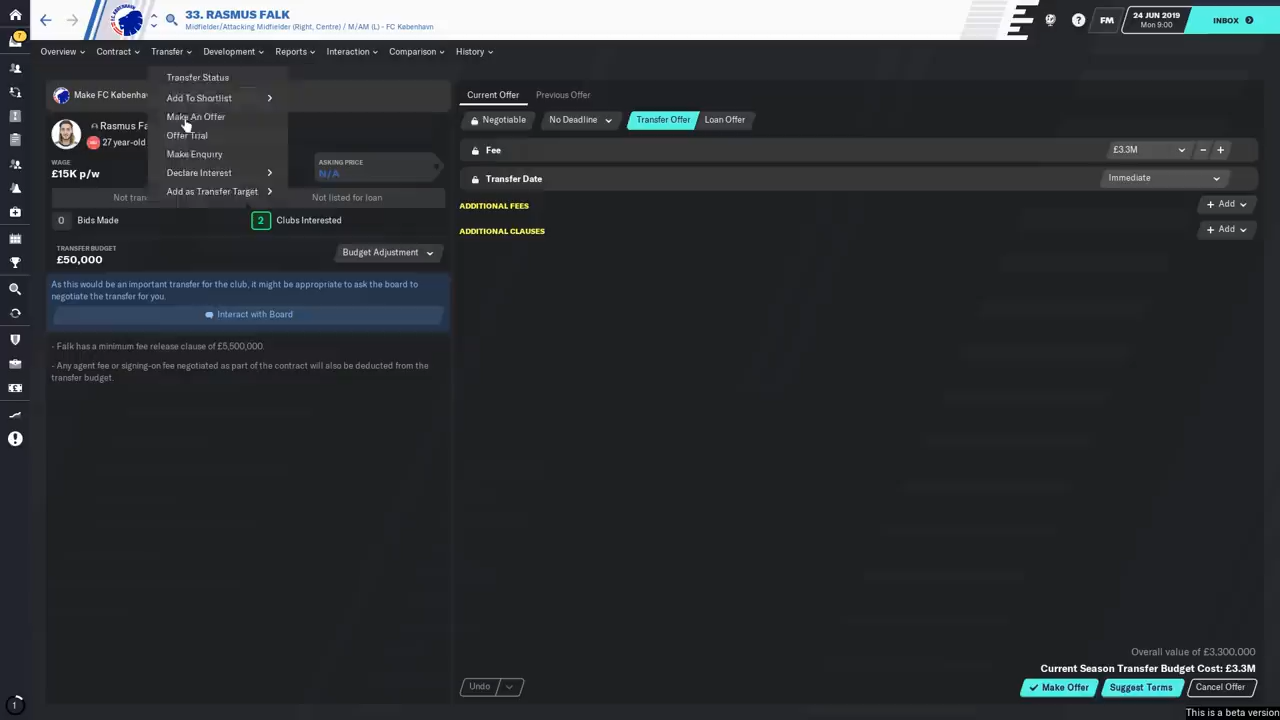 33. RASMUS FALK
Midfielder/Attacking Midfielder (Right, Centre) / M/AM (L) - FC København
FM
24 JUN 2019
Mon 9:00
INBOX
7
Overview
Contract
Transfer
Development
Reports
Interaction
Comparison
History
Transfer Status
Add To Shortlist
Make An Offer
Offer Trial
Make Enquiry
Declare Interest
Add as Transfer Target
Make FC Københa
Rasmus Fa
27 year-old
WAGE
£15K p/w
ASKING PRICE
N/A
Not tran
Not listed for loan
0 Bids Made
2 Clubs Interested
TRANSFER BUDGET
£50,000
Budget Adjustment
As this would be an important transfer for the club, it might be appropriate to ask the board to
negotiate the transfer for you.
Interact with Board
- Falk has a minimum fee release clause of £5,500,000.
- Any agent fee or signing-on fee negotiated as part of the contract will also be deducted from the
transfer budget.
Current Offer
Previous Offer
Negotiable
No Deadline
Transfer Offer
Loan Offer
Fee
£3.3M
Transfer Date
Immediate
ADDITIONAL FEES
Add
ADDITIONAL CLAUSES
Add
Overall value of £3,300,000
Current Season Transfer Budget Cost: £3.3M
Undo
Make Offer
Suggest Terms
Cancel Offer
1
This is a beta version